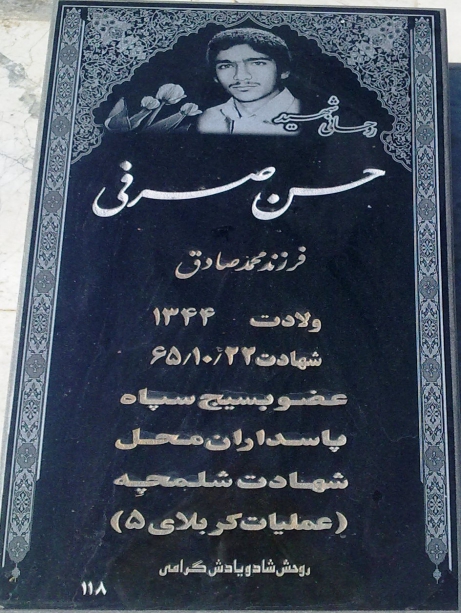 شهید
روحانی
حسن صرفی
فرزند محمد صادق
ولادت ۱۳۴۴
شهادت ۶۵/۱۰/۲۲
عضو بسیج سپاه
پاسداران محل
شهادت شلمچه
(عملیات کربلای ۵)
روحش شاد و یادش گرامی
۱۱۸